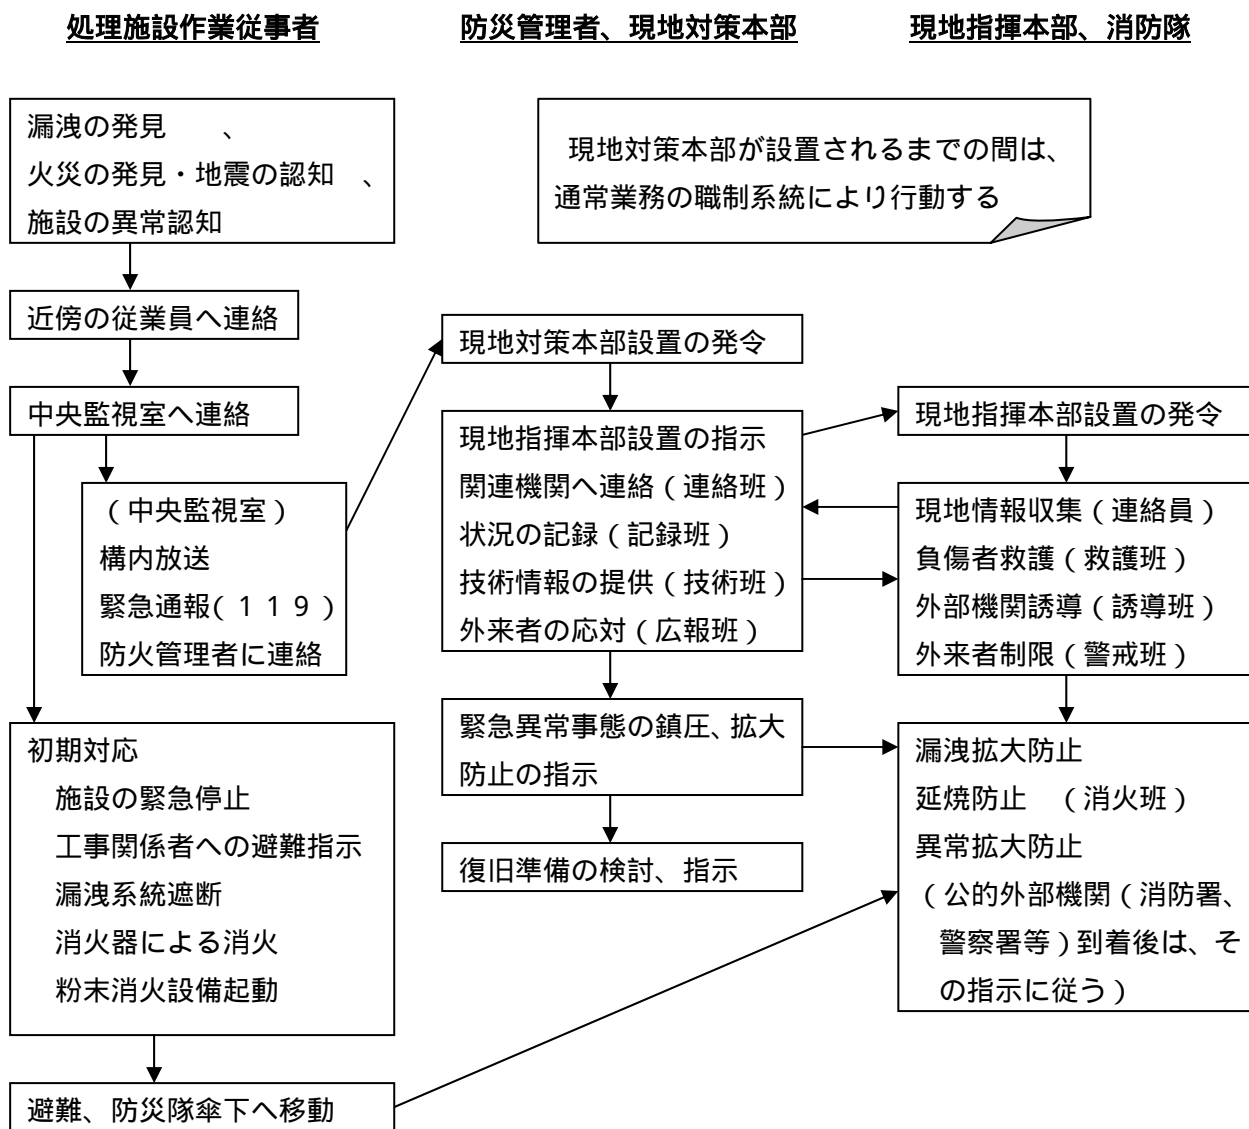 処理施設作業従事者
防災管理者、現地対策本部
現地指揮本部、消防隊
漏洩の発見　　、
火災の発見・地震の認知　、
施設の異常認知
現地対策本部が設置されるまでの間は、
通常業務の職制系統により行動する
近傍の従業員へ連絡
中央監視室へ連絡
（中央監視室）
構内放送
緊急通報（１１９）
防火管理者に連絡
初期対応
施設の緊急停止
工事関係者への避難指示
漏洩系統遮断
消火器による消火
粉末消火設備起動
避難、防災隊傘下へ移動
現地対策本部設置の発令
現地指揮本部設置の指示
関連機関へ連絡（連絡班）
状況の記録（記録班）
技術情報の提供（技術班）
外来者の応対（広報班）
緊急異常事態の鎮圧、拡大
防止の指示
復旧準備の検討、指示
現地指揮本部設置の発令
現地情報収集（連絡員）
負傷者救護（救護班）
外部機関誘導（誘導班）
外来者制限（警戒班）
漏洩拡大防止
延焼防止　（消火班）
異常拡大防止
（公的外部機関（消防署、
警察署等）到着後は、そ
の指示に従う）